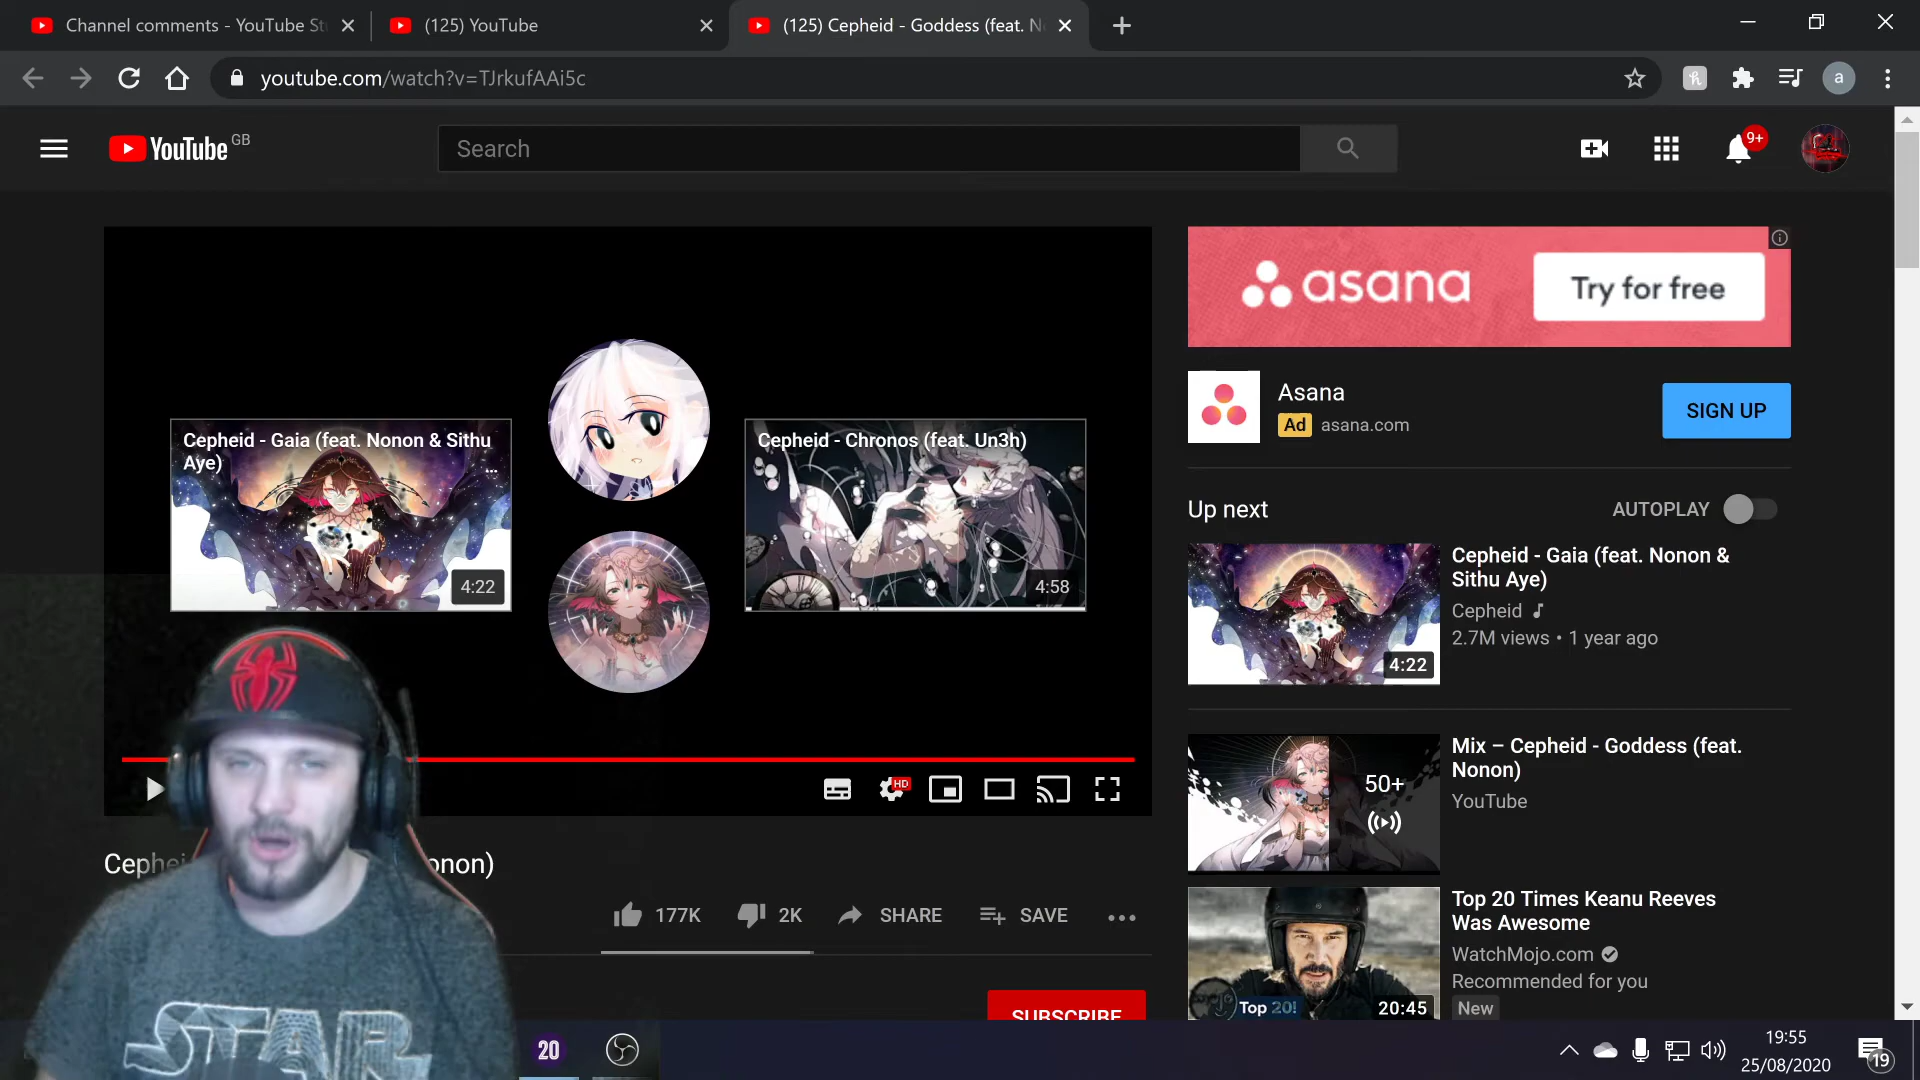 Channel comments - YouTube St
(125) YouTube
(125) Cepheid - Goddess (feat. N
youtube.com/watch?v=TJrkufAAi5c
a
YouTube GB
Search
9+
asana
Try for free
Asana
Ad asana.com
SIGN UP
Cepheid - Gaia (feat. Nonon & Sithu
Aye) ...
4:22
Cepheid - Chronos (feat. Un3h)
4:58
Up next
AUTOPLAY
Cepheid - Gaia (feat. Nonon &
Sithu Aye)
Cepheid
2.7M views • 1 year ago
4:22
HD
Mix – Cepheid - Goddess (feat.
Nonon)
YouTube
50+
Cephei
onon)
177K
2K
SHARE
SAVE
Top 20 Times Keanu Reeves
Was Awesome
WatchMojo.com
Recommended for you
New
Top 20!
20:45
SUBSCRIBE
STAR
20
19:55
25/08/2020
19